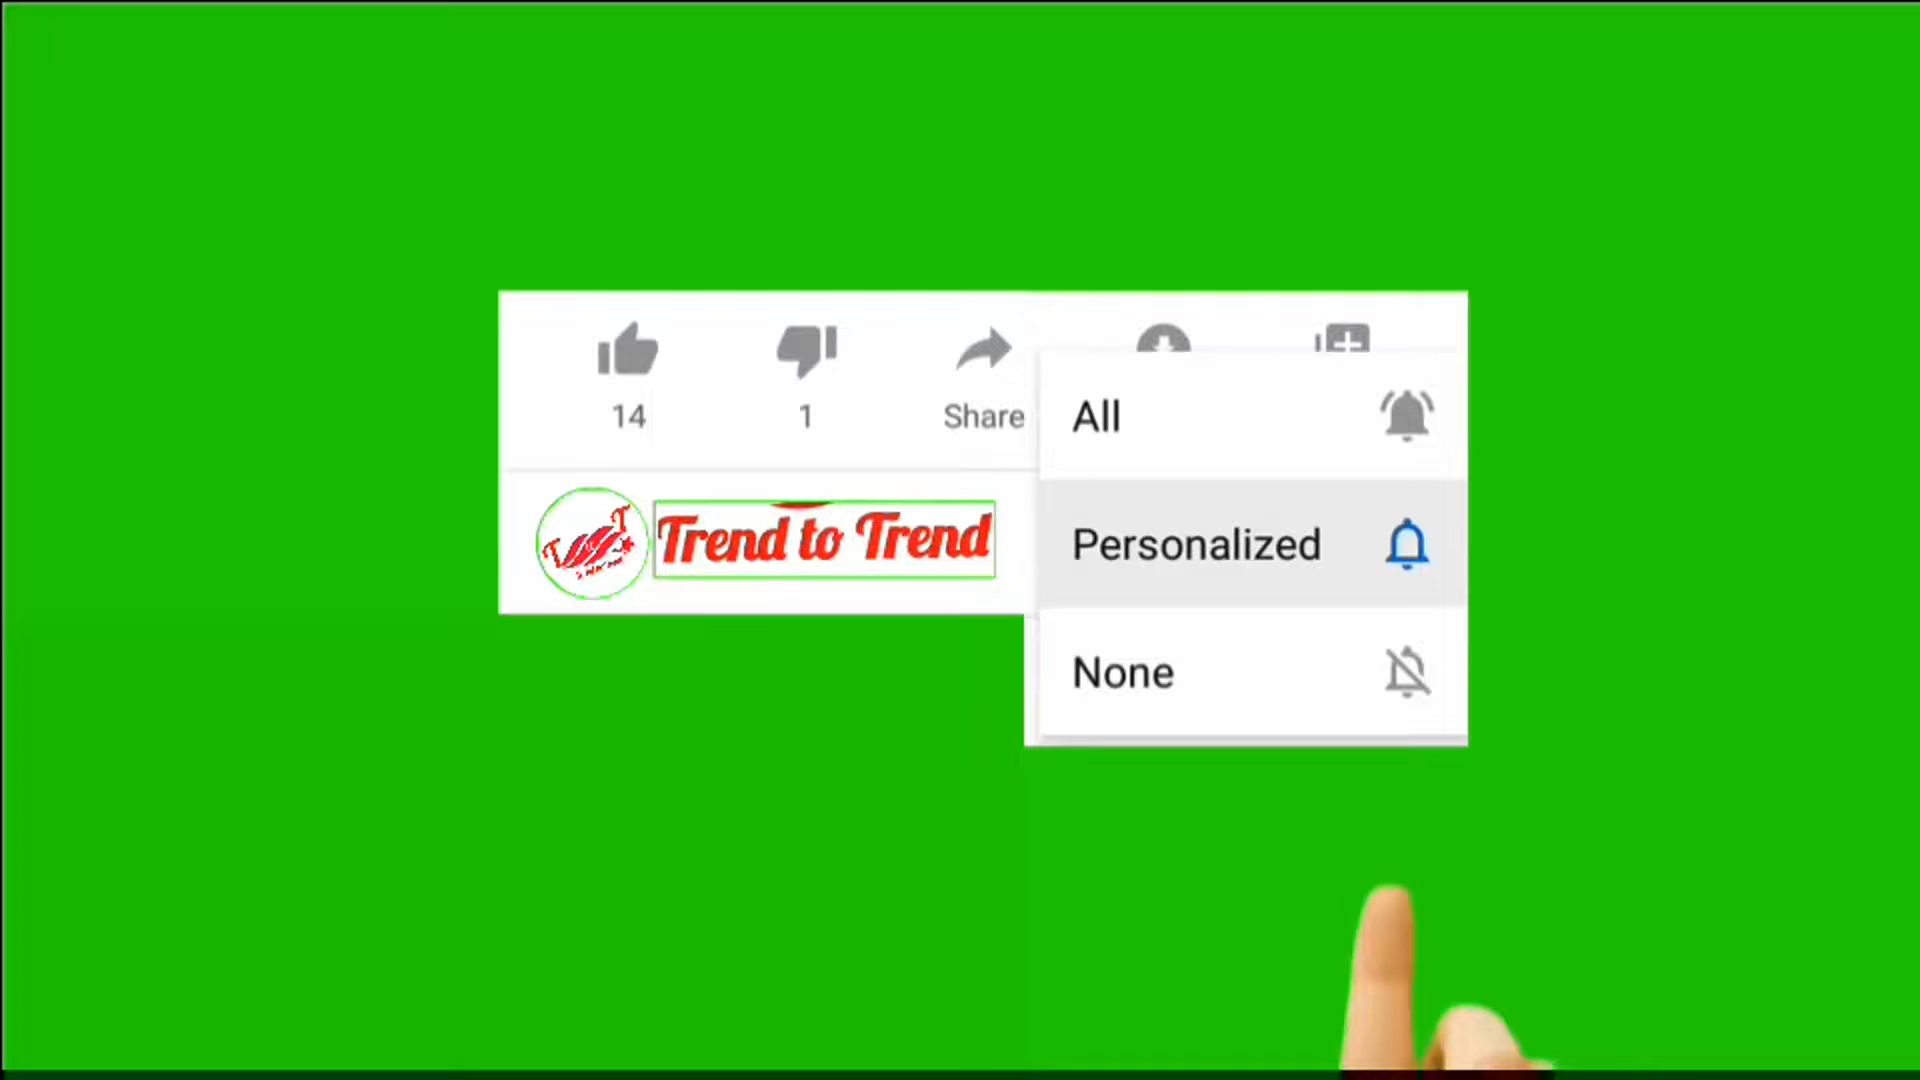 14
1
Share
Trend to Trend
All
Personalized
None